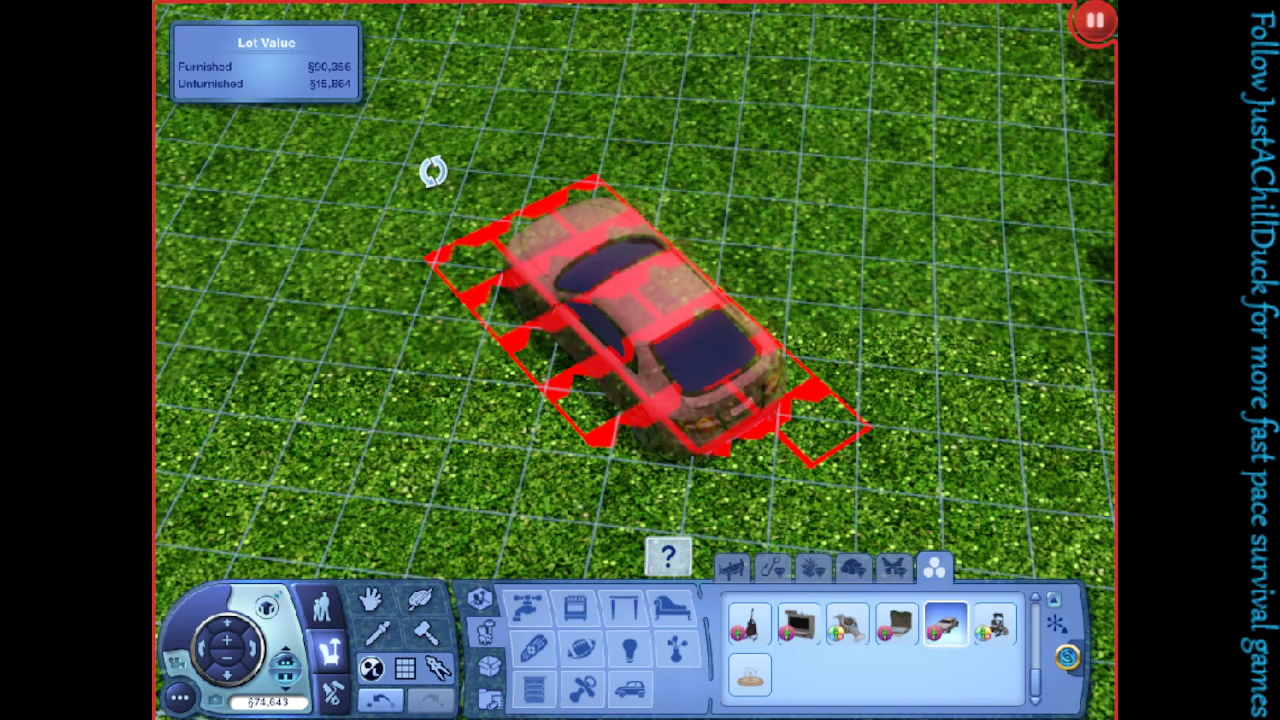 Lot Value
Furnished §90,356
Unfurnished §15,864
?
§74,643
Follow JustAChillDuck for more fast pace survival games